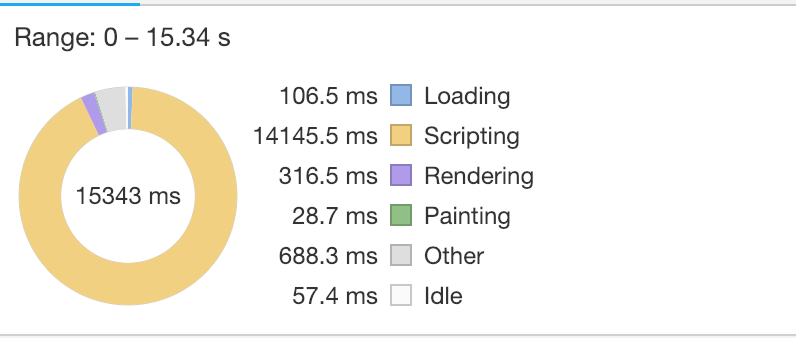 Range: 0 – 15.34 s
15343 ms
106.5 ms Loading
14145.5 ms Scripting
316.5 ms Rendering
28.7 ms Painting
688.3 ms Other
57.4 ms Idle